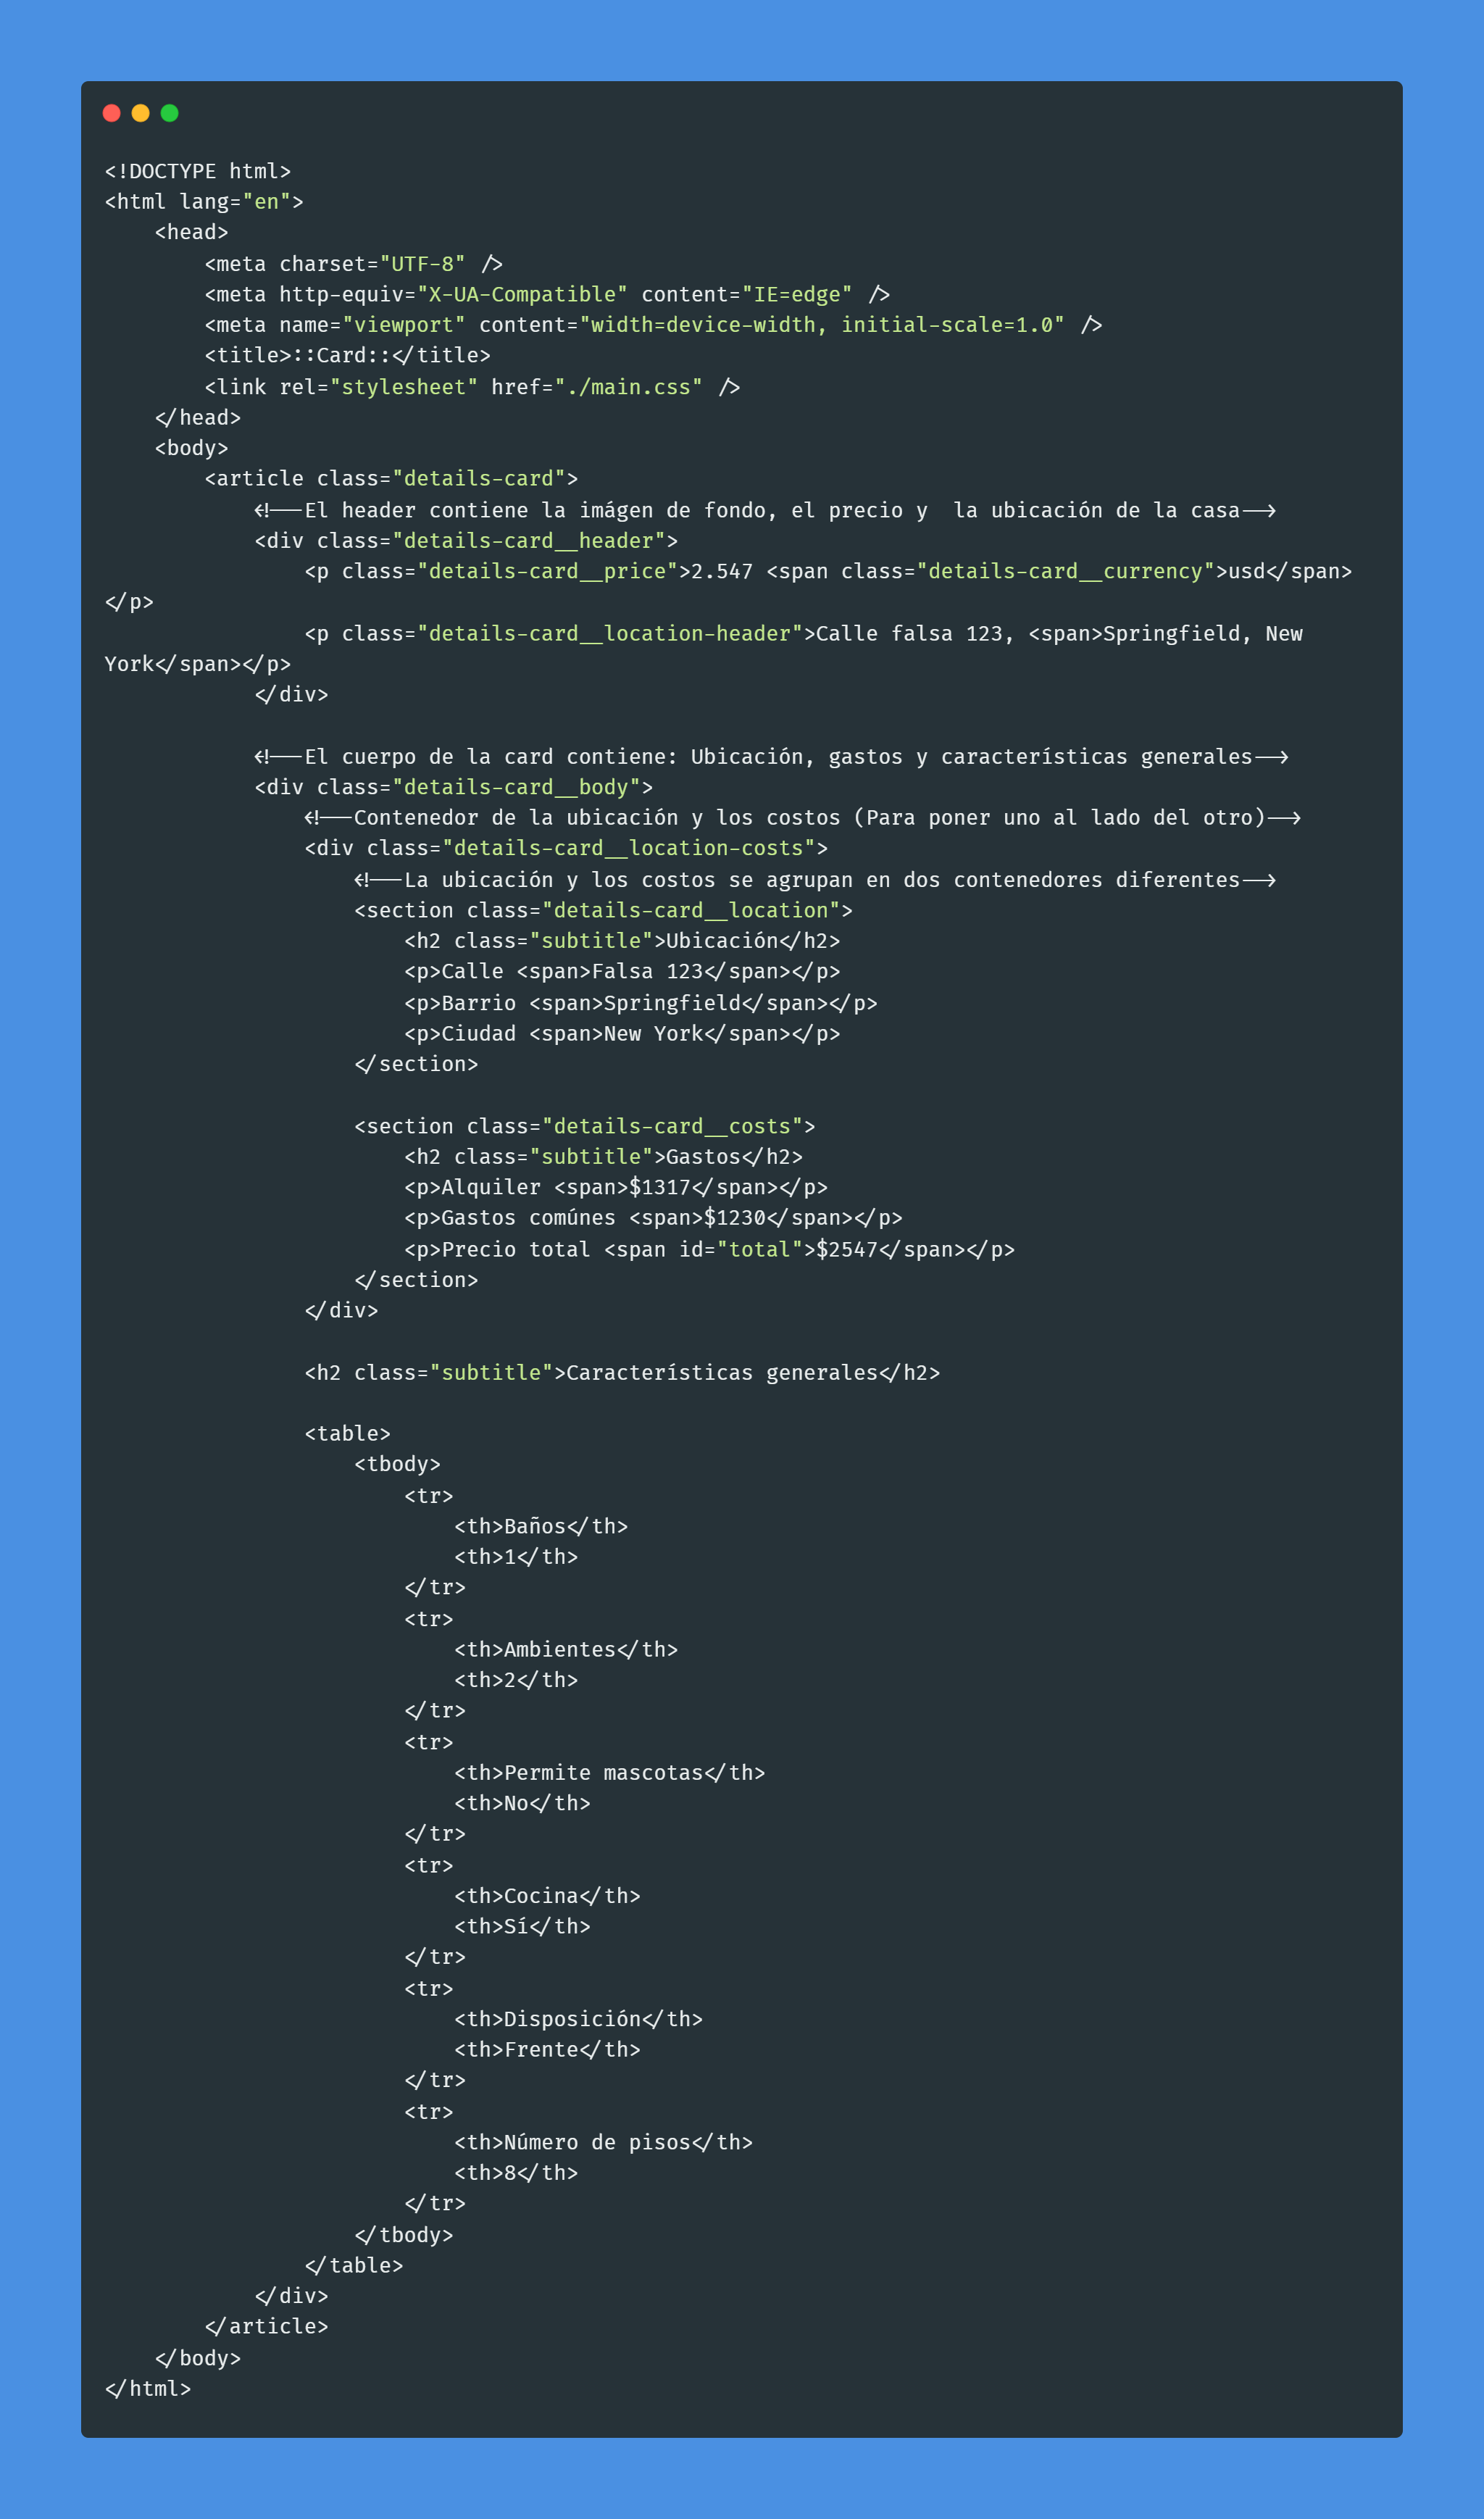 <!DOCTYPE html>
<html lang="en">
    <head>
        <meta charset="UTF-8" />
        <meta http-equiv="X-UA-Compatible" content="IE=edge" />
        <meta name="viewport" content="width=device-width, initial-scale=1.0" />
        <title>::Card::</title>
        <link rel="stylesheet" href="./main.css" />
    </head>
    <body>
        <article class="details-card">
            <!--El header contiene la imágen de fondo, el precio y  la ubicación de la casa-->
            <div class="details-card__header">
                <p class="details-card__price">2.547 <span class="details-card__currency">usd</span>
</p>
                <p class="details-card__location-header">Calle falsa 123, <span>Springfield, New
York</span></p>
            </div>

            <!--El cuerpo de la card contiene: Ubicación, gastos y características generales-->
            <div class="details-card__body">
                <!--Contenedor de la ubicación y los costos (Para poner uno al lado del otro)-->
                <div class="details-card__location-costs">
                    <!--La ubicación y los costos se agrupan en dos contenedores diferentes-->
                    <section class="details-card__location">
                        <h2 class="subtitle">Ubicación</h2>
                        <p>Calle <span>Falsa 123</span></p>
                        <p>Barrio <span>Springfield</span></p>
                        <p>Ciudad <span>New York</span></p>
                    </section>

                    <section class="details-card__costs">
                        <h2 class="subtitle">Gastos</h2>
                        <p>Alquiler <span>$1317</span></p>
                        <p>Gastos comúnes <span>$1230</span></p>
                        <p>Precio total <span id="total">$2547</span></p>
                    </section>
                </div>

                <h2 class="subtitle">Características generales</h2>

                <table>
                    <tbody>
                        <tr>
                            <th>Baños</th>
                            <th>1</th>
                        </tr>
                        <tr>
                            <th>Ambientes</th>
                            <th>2</th>
                        </tr>
                        <tr>
                            <th>Permite mascotas</th>
                            <th>No</th>
                        </tr>
                        <tr>
                            <th>Cocina</th>
                            <th>Sí</th>
                        </tr>
                        <tr>
                            <th>Disposición</th>
                            <th>Frente</th>
                        </tr>
                        <tr>
                            <th>Número de pisos</th>
                            <th>8</th>
                        </tr>
                    </tbody>
                </table>
            </div>
        </article>
    </body>
</html>